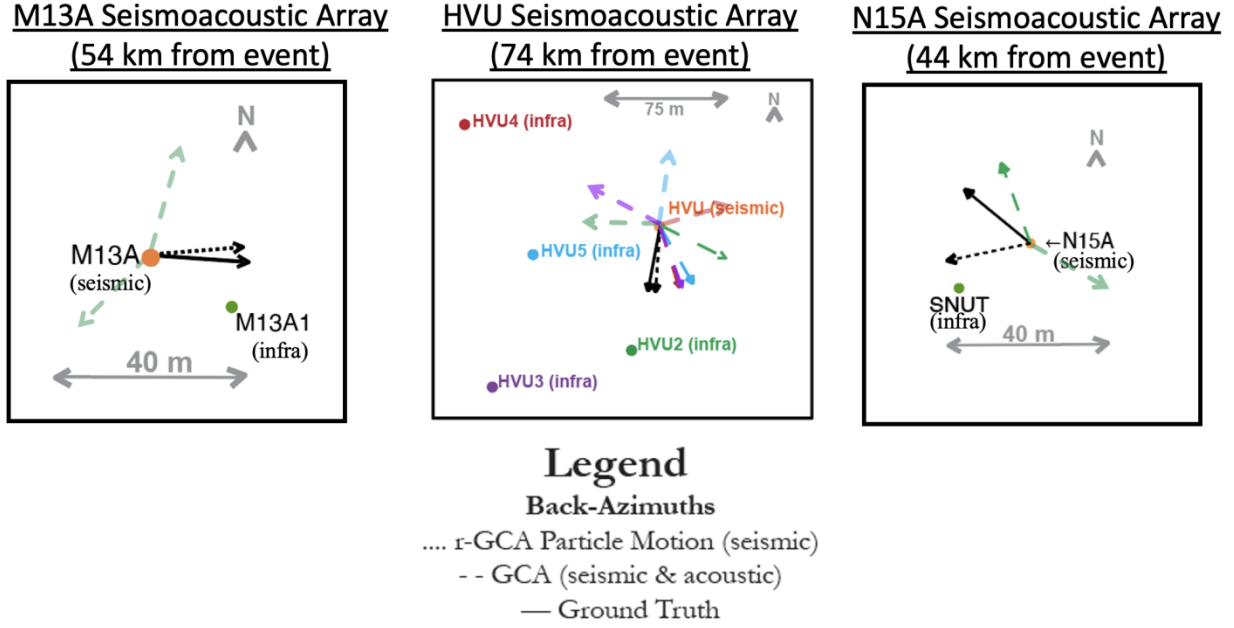 M13A Seismoacoustic Array
(54 km from event)
N
M13A
(seismic)
M13A1
(infra)
40 m
HVU Seismoacoustic Array
(74 km from event)
75 m
N
HVU4 (infra)
HVU (seismic)
HVU5 (infra)
HVU2 (infra)
HVU3 (infra)
N15A Seismoacoustic Array
(44 km from event)
N
←N15A
(seismic)
SNUT
(infra)
40 m
Legend
Back-Azimuths
.... r-GCA Particle Motion (seismic)
- - GCA (seismic & acoustic)
— Ground Truth